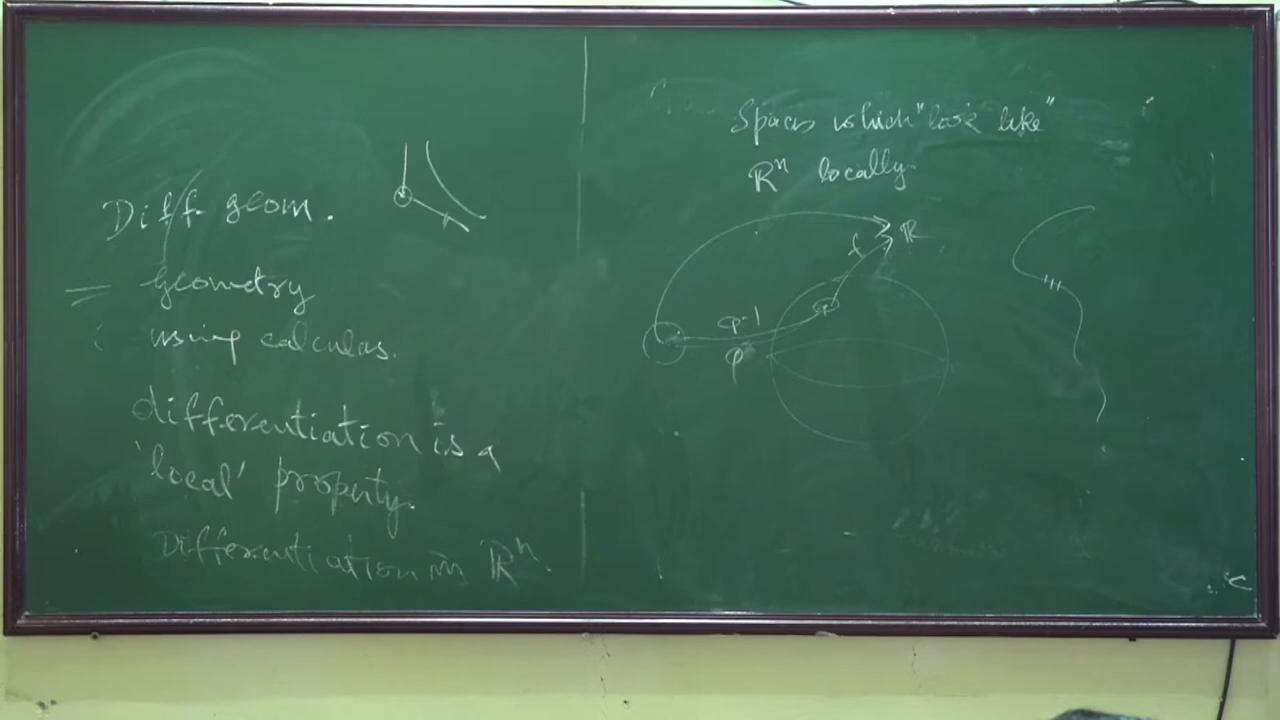 Diff. geom.
= geometry
using calculus.
differentiation is a
'local' property.
Differentiation in ℝⁿ.
Spaces which "look like"
ℝⁿ locally
ℝ
f
φ-1
φ